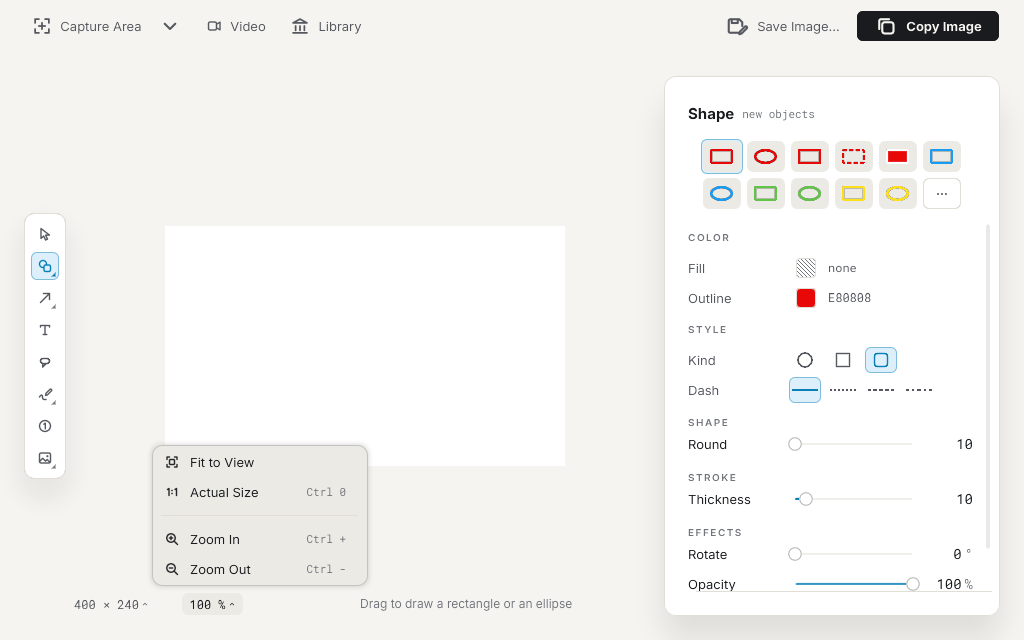 Capture Area
Video
Library
Save Image...
Copy Image
Shape new objects
...
COLOR
Fill none
Outline E80808
STYLE
Kind
Dash
SHAPE
Round 10
STROKE
Thickness 10
EFFECTS
Rotate 0 °
Opacity 100 %
T
1
Fit to View
1:1 Actual Size Ctrl 0
Zoom In Ctrl +
Zoom Out Ctrl -
400 × 240
100 %
Drag to draw a rectangle or an ellipse